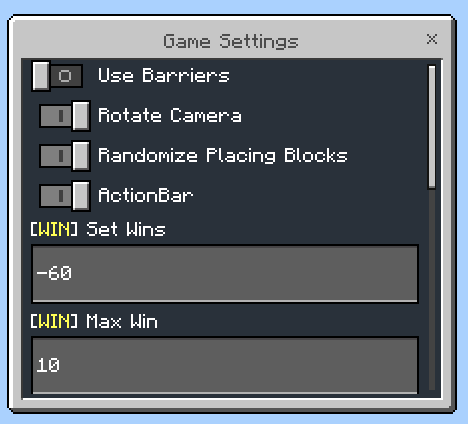 Game Settings
Use Barriers
Rotate Camera
Randomize Placing Blocks
ActionBar
[WIN] Set Wins
-60
[WIN] Max Win
10